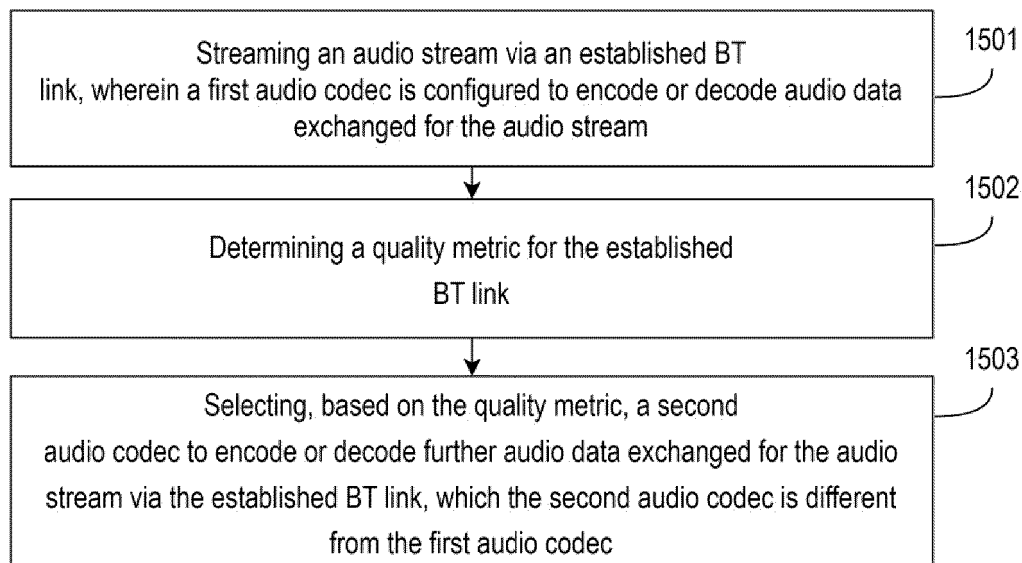 Streaming an audio stream via an established BT
link, wherein a first audio codec is configured to encode or decode audio data
exchanged for the audio stream
1501
Determining a quality metric for the established
BT link
1502
Selecting, based on the quality metric, a second
audio codec to encode or decode further audio data exchanged for the audio
stream via the established BT link, which the second audio codec is different
from the first audio codec
1503